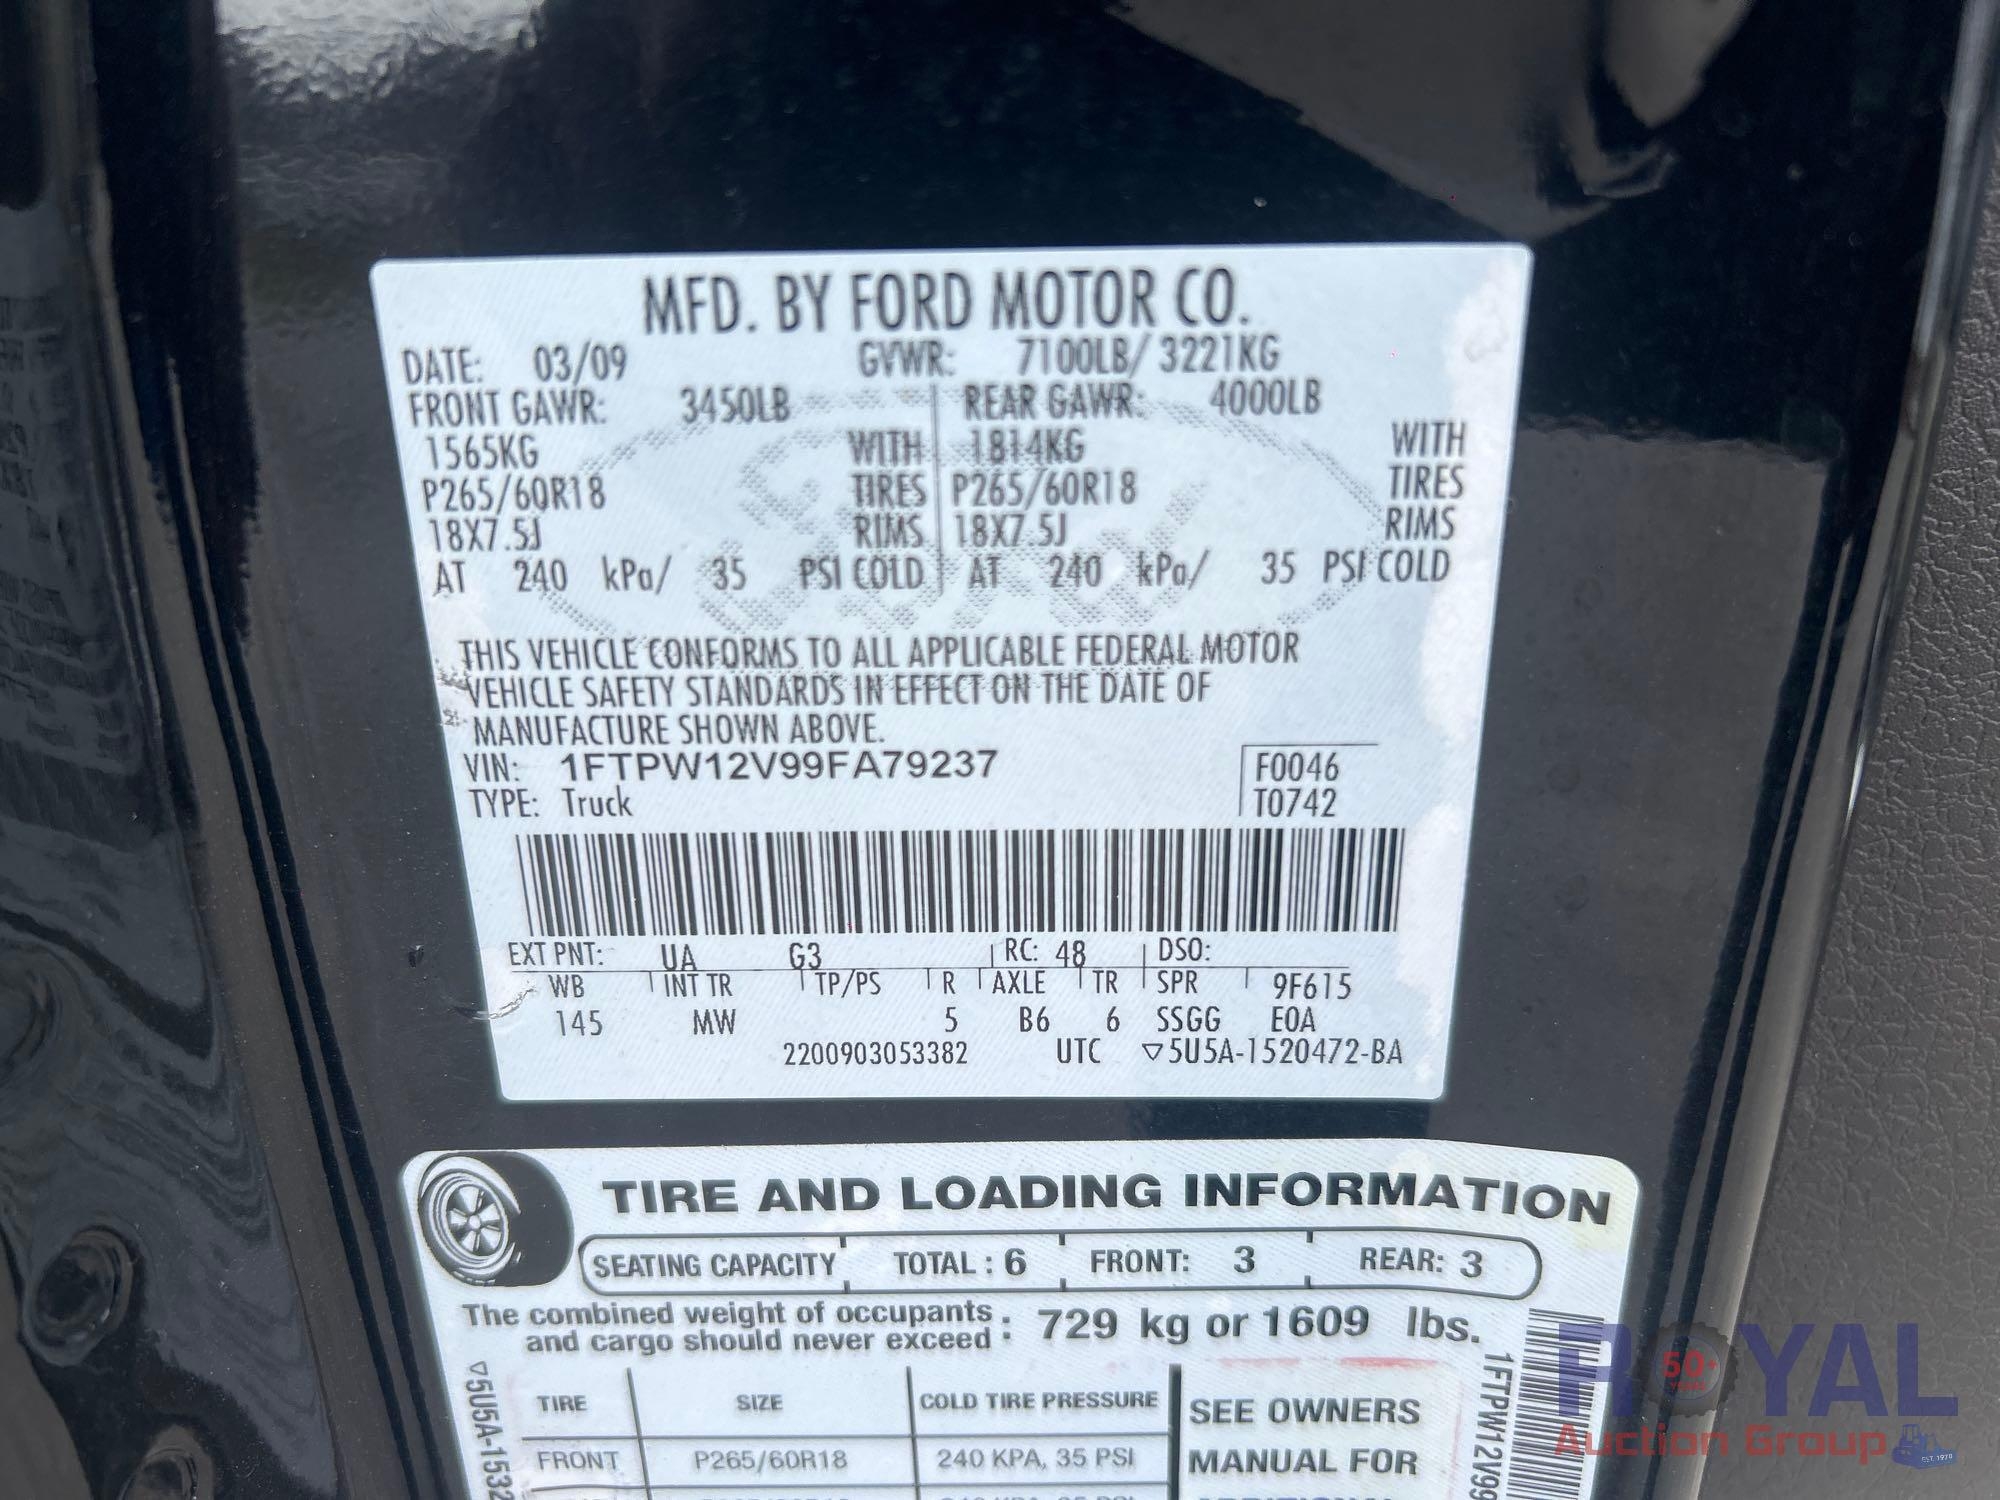 MFD. BY FORD MOTOR CO.
DATE: 03/09 GVWR: 7100LB/ 3221KG
FRONT GAWR: 3450LB REAR GAWR: 4000LB
1565KG WITH 1814KG WITH
P265/60R18 TIRES P265/60R18 TIRES
18X7.5J RIMS 18X7.5J RIMS
AT 240 kPa/ 35 PSI COLD AT 240 kPa/ 35 PSI COLD
THIS VEHICLE CONFORMS TO ALL APPLICABLE FEDERAL MOTOR
VEHICLE SAFETY STANDARDS IN EFFECT ON THE DATE OF
MANUFACTURE SHOWN ABOVE.
VIN: 1FTPW12V99FA79237 F0046
TYPE: Truck T0742
EXT PNT: UA G3 RC: 48 DSO:
WB INT TR TP/PS R AXLE TR SPR 9F615
145 MW 5 B6 6 SSGG E0A
2200903053382 UTC ▽5U5A-1520472-BA
TIRE AND LOADING INFORMATION
SEATING CAPACITY TOTAL : 6 FRONT: 3 REAR: 3
The combined weight of occupants
and cargo should never exceed : 729 kg or 1609 lbs.
TIRE SIZE COLD TIRE PRESSURE SEE OWNERS
FRONT P265/60R18 240 KPA, 35 PSI MANUAL FOR
▽5U5A-1532
1FTPW12V99
ROYAL
50+
YEARS
Auction Group
EST. 1970